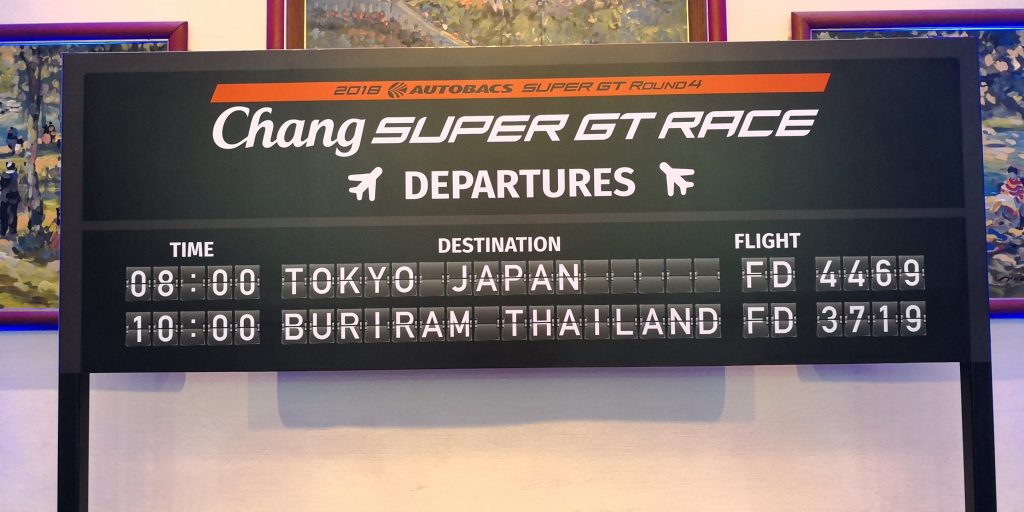 2018 AUTOBACS SUPER GT ROUND 4
Chang SUPER GT RACE
DEPARTURES
TIME DESTINATION FLIGHT
08:00 TOKYO JAPAN FD 4469
10:00 BURIRAM THAILAND FD 3719